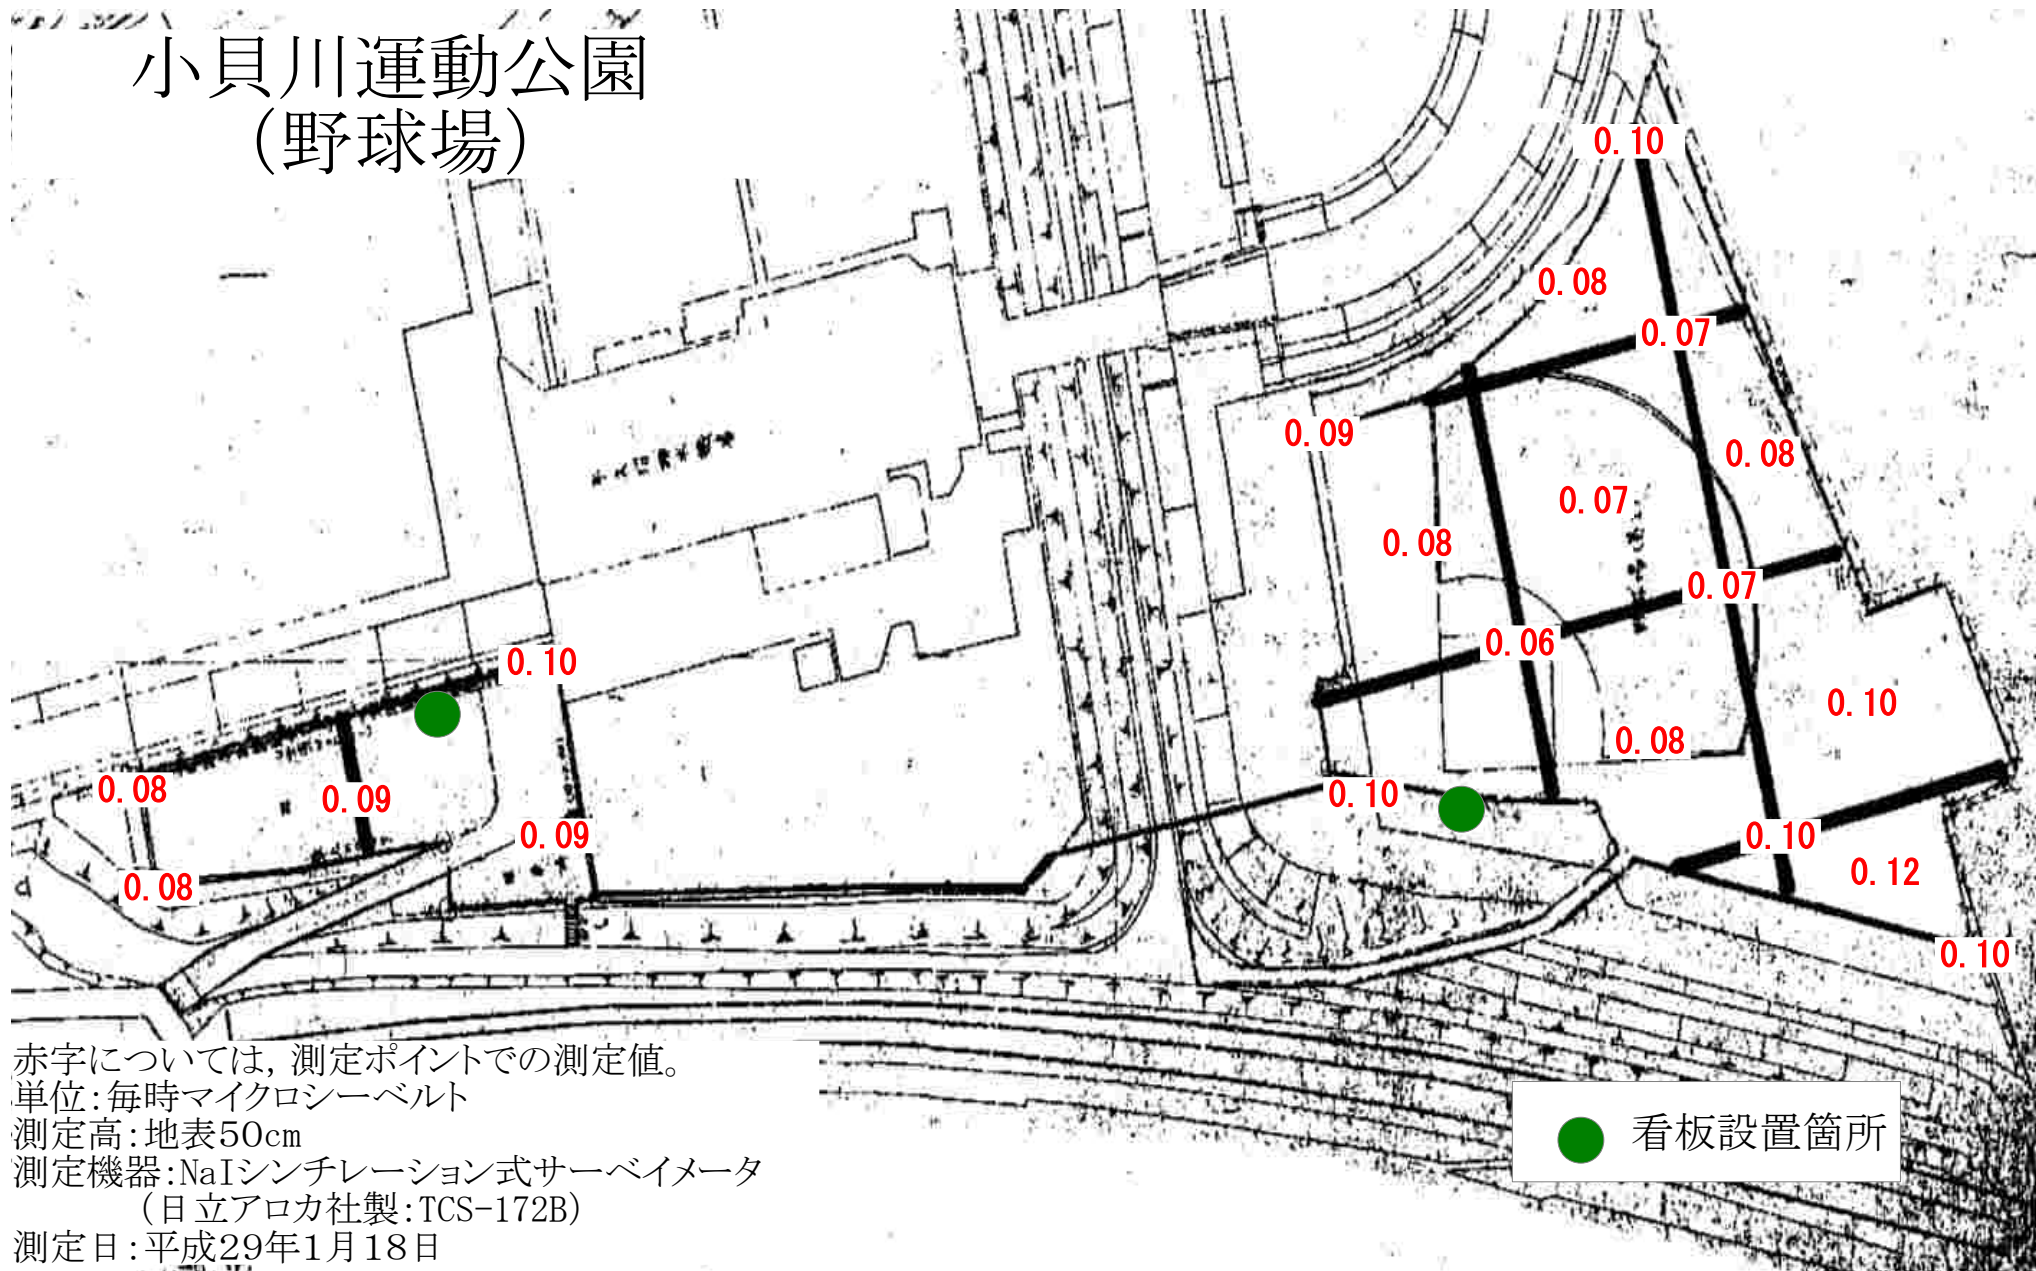 小貝川運動公園
（野球場）
0.10
0.08
0.07
0.09
0.08
0.07
0.08
0.07
0.06
0.10
0.10
0.08
0.08
0.09
0.10
0.09
0.10
0.12
0.08
0.10
赤字については，測定ポイントでの測定値。
単位：毎時マイクロシーベルト
測定高：地表５０cm
測定機器：NaIシンチレーション式サーベイメータ
（日立アロカ社製：TCS-172B）
測定日：平成２９年１月１８日
看板設置箇所